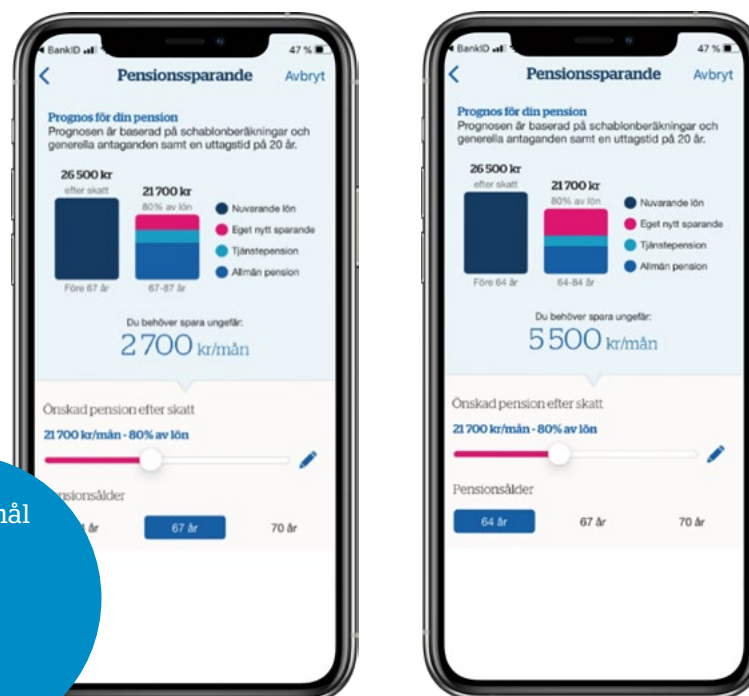 BankID
47 %
Pensionssparande
Avbryt
Prognos för din pension
Prognosen är baserad på schablonberäkningar och
generella antaganden samt en uttagstid på 20 år.
26 500 kr
efter skatt
21 700 kr
80% av lön
Nuvarande lön
Eget nytt sparande
Tjänstepension
Allmän pension
Före 67 år
67-87 år
Du behöver spara ungefär:
2 700 kr/mån
Önskad pension efter skatt
21 700 kr/mån - 80% av lön
nsionsålder
år
67 år
70 år
nål
BankID
47 %
Pensionssparande
Avbryt
Prognos för din pension
Prognosen är baserad på schablonberäkningar och
generella antaganden samt en uttagstid på 20 år.
26 500 kr
efter skatt
21 700 kr
80% av lön
Nuvarande lön
Eget nytt sparande
Tjänstepension
Allmän pension
Före 64 år
64-84 år
Du behöver spara ungefär:
5 500 kr/mån
Önskad pension efter skatt
21 700 kr/mån - 80% av lön
Pensionsålder
64 år
67 år
70 år